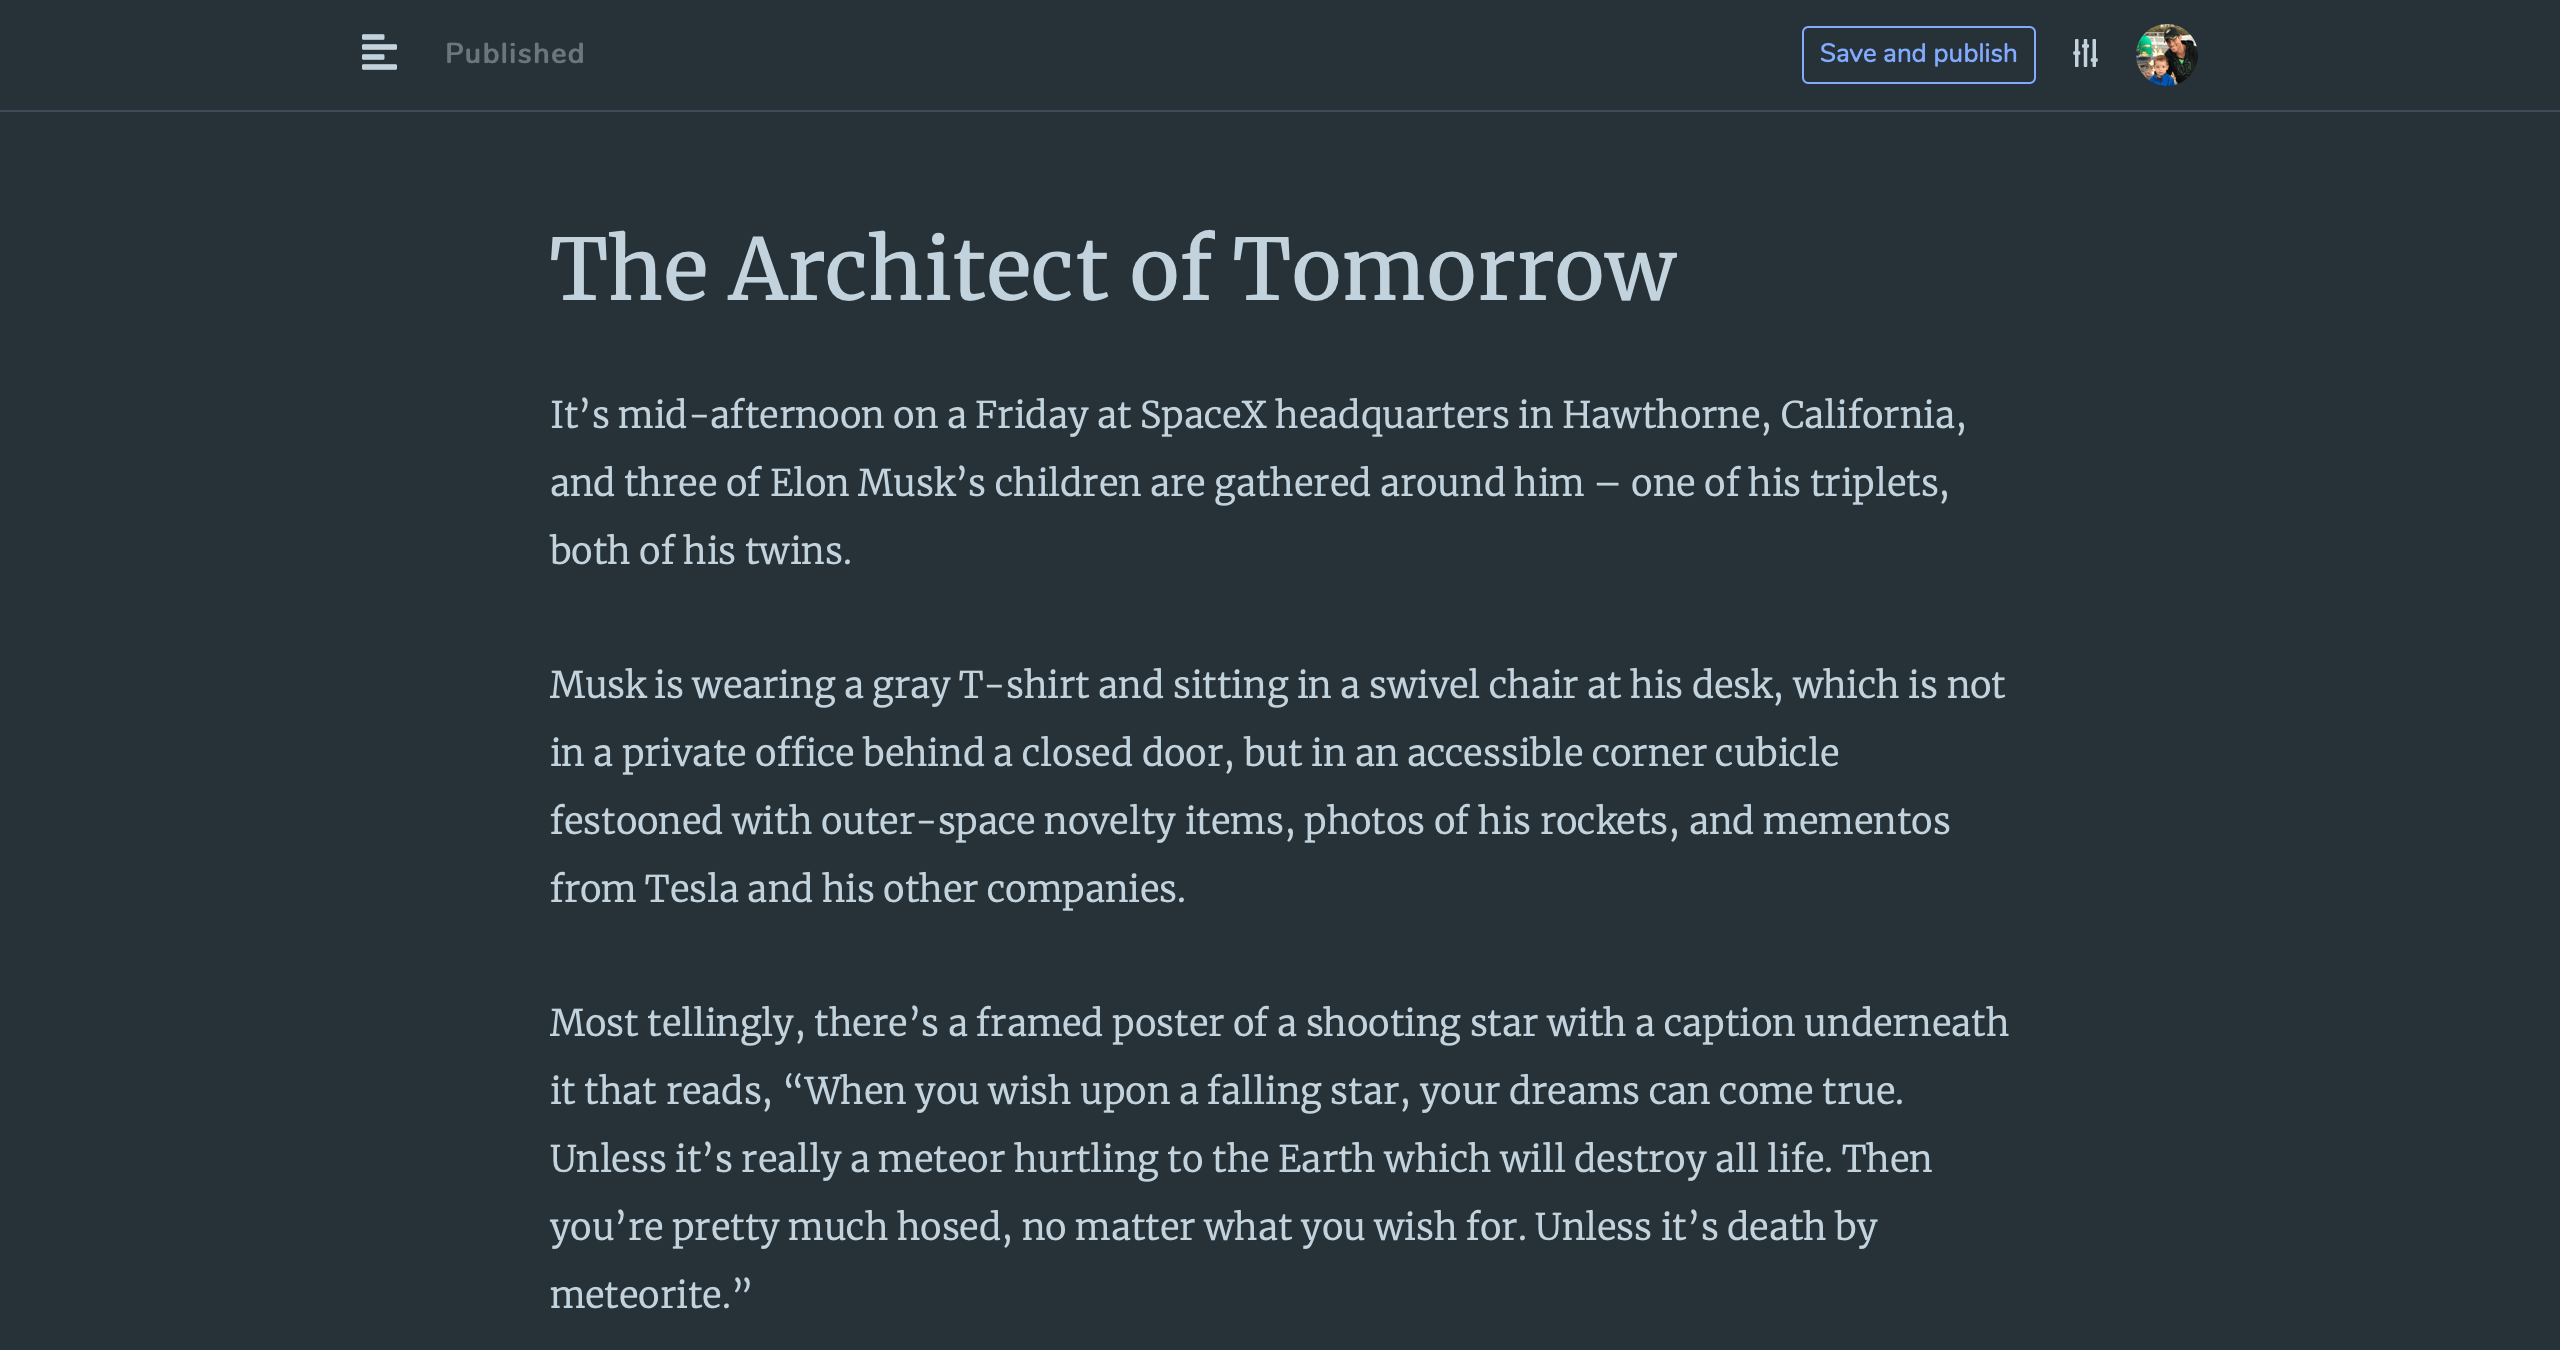 Published
Save and publish
The Architect of Tomorrow
It’s mid-afternoon on a Friday at SpaceX headquarters in Hawthorne, California,
and three of Elon Musk’s children are gathered around him – one of his triplets,
both of his twins.
Musk is wearing a gray T-shirt and sitting in a swivel chair at his desk, which is not
in a private office behind a closed door, but in an accessible corner cubicle
festooned with outer-space novelty items, photos of his rockets, and mementos
from Tesla and his other companies.
Most tellingly, there’s a framed poster of a shooting star with a caption underneath
it that reads, “When you wish upon a falling star, your dreams can come true.
Unless it’s really a meteor hurtling to the Earth which will destroy all life. Then
you’re pretty much hosed, no matter what you wish for. Unless it’s death by
meteorite.”